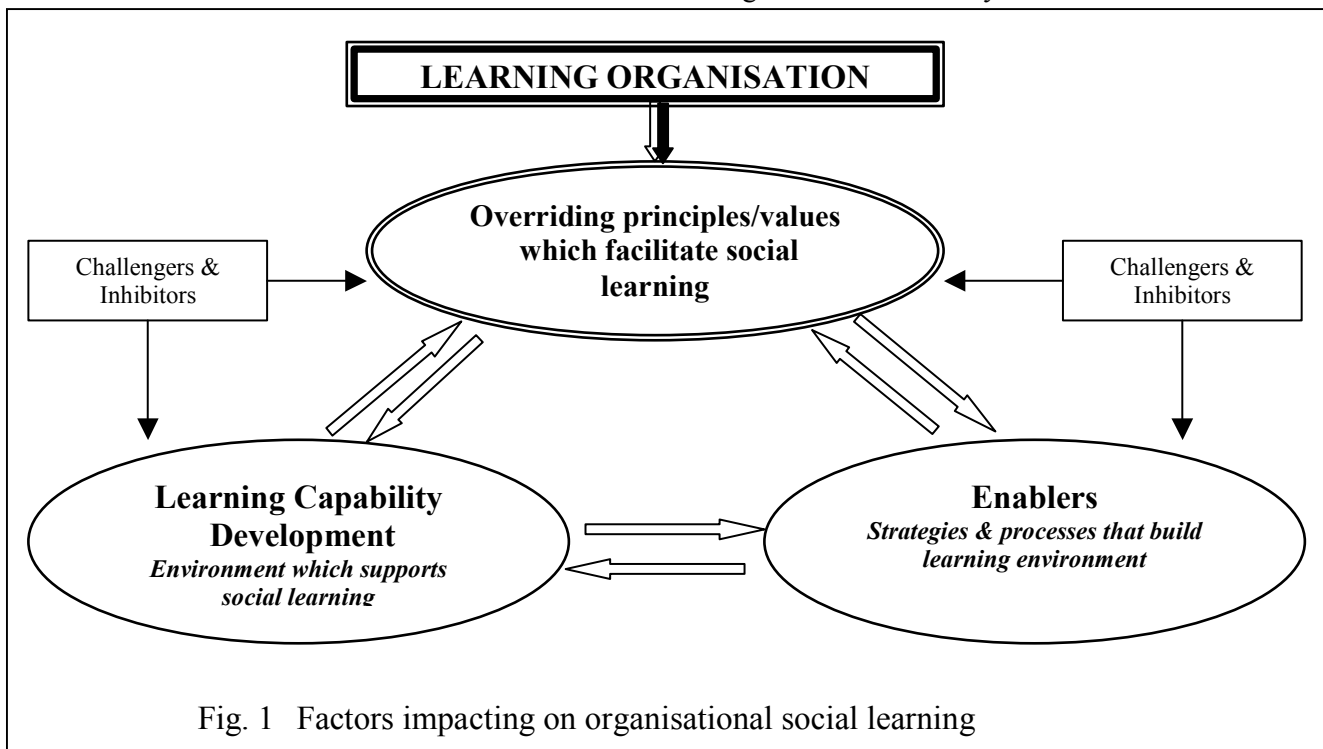 LEARNING ORGANISATION
Overriding principles/values
which facilitate social
learning
Challengers &
Inhibitors
Challengers &
Inhibitors
Learning Capability
Development
Environment which supports
social learning
Enablers
Strategies & processes that build
learning environment
Fig. 1 Factors impacting on organisational social learning